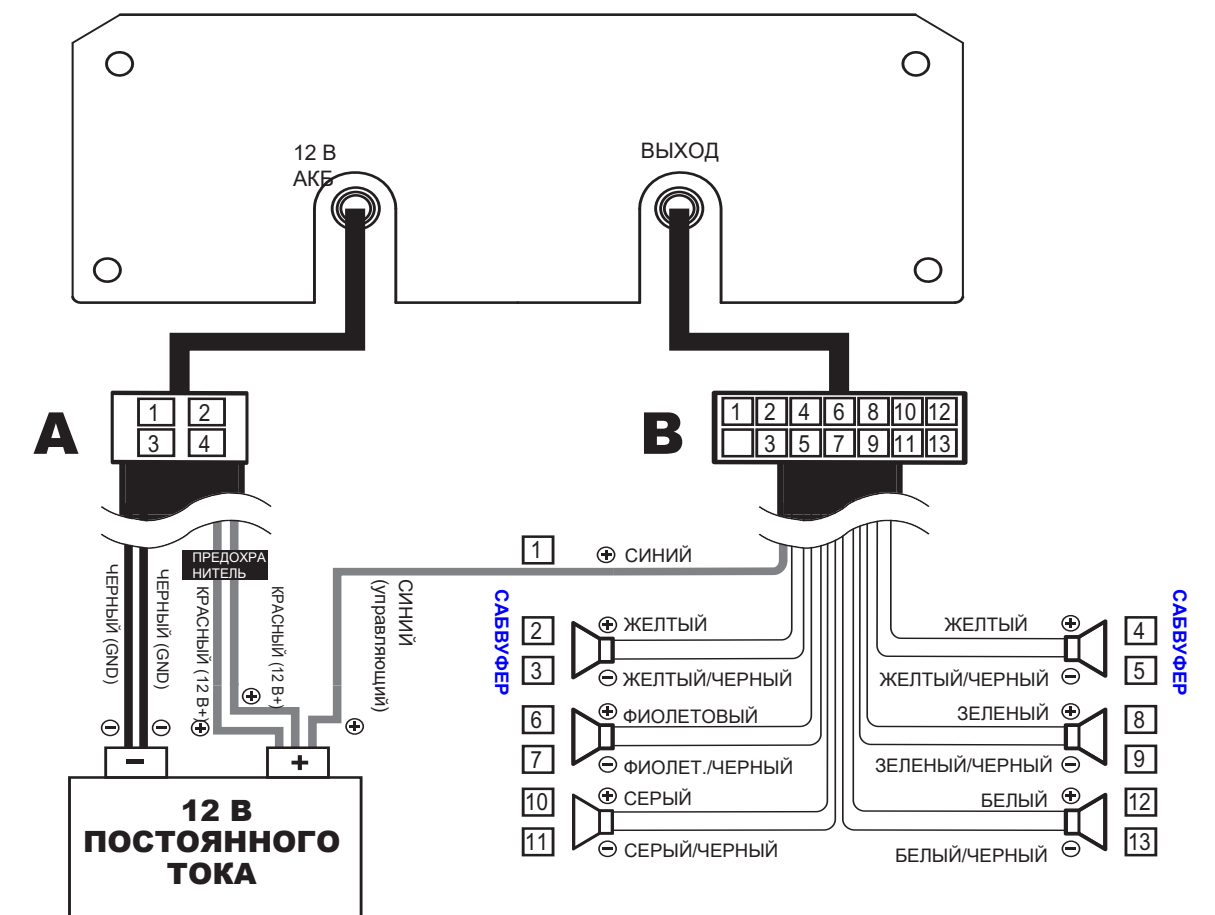 12 В
АКБ
ВЫХОД
A
1 2
3 4
B
1 2 4 6 8 10 12
3 5 7 9 11 13
ПРЕДОХРА
НИТЕЛЬ
ЧЕРНЫЙ (GND)
ЧЕРНЫЙ (GND)
КРАСНЫЙ (12 В+)
КРАСНЫЙ (12 В+)
СИНИЙ
(управляющий)
1 + СИНИЙ
САБВУФЕР
2 + ЖЕЛТЫЙ
3 − ЖЕЛТЫЙ/ЧЕРНЫЙ
6 + ФИОЛЕТОВЫЙ
7 − ФИОЛЕТ./ЧЕРНЫЙ
10 + СЕРЫЙ
11 − СЕРЫЙ/ЧЕРНЫЙ
САБВУФЕР
ЖЕЛТЫЙ + 4
ЖЕЛТЫЙ/ЧЕРНЫЙ − 5
ЗЕЛЕНЫЙ + 8
ЗЕЛЕНЫЙ/ЧЕРНЫЙ − 9
БЕЛЫЙ + 12
БЕЛЫЙ/ЧЕРНЫЙ − 13
− − + + +
− +
12 В
ПОСТОЯННОГО
ТОКА